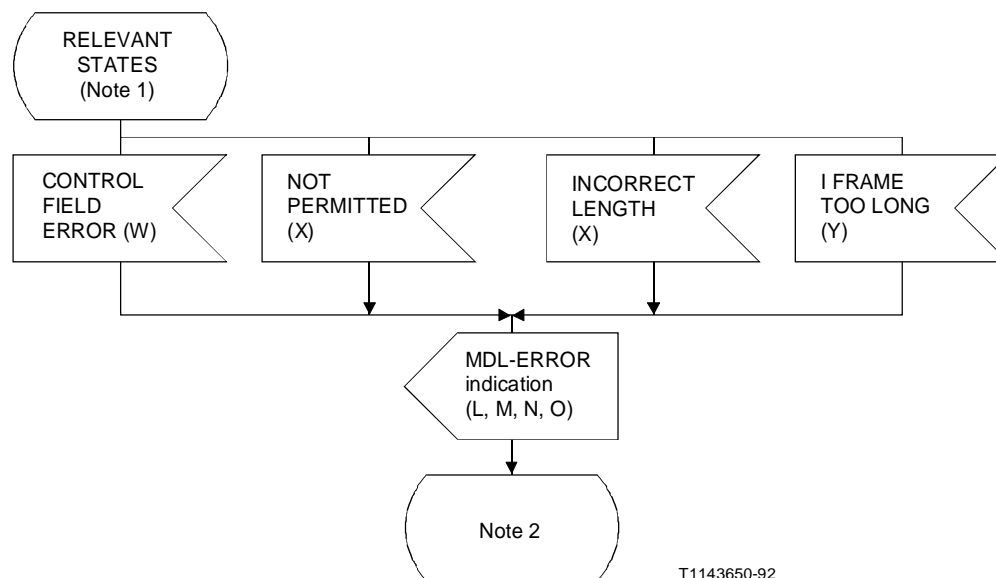 RELEVANT
STATES
(Note 1)
CONTROL
FIELD
ERROR (W)
NOT
PERMITTED
(X)
INCORRECT
LENGTH
(X)
I FRAME
TOO LONG
(Y)
MDL-ERROR
indication
(L, M, N, O)
Note 2
T1143650-92